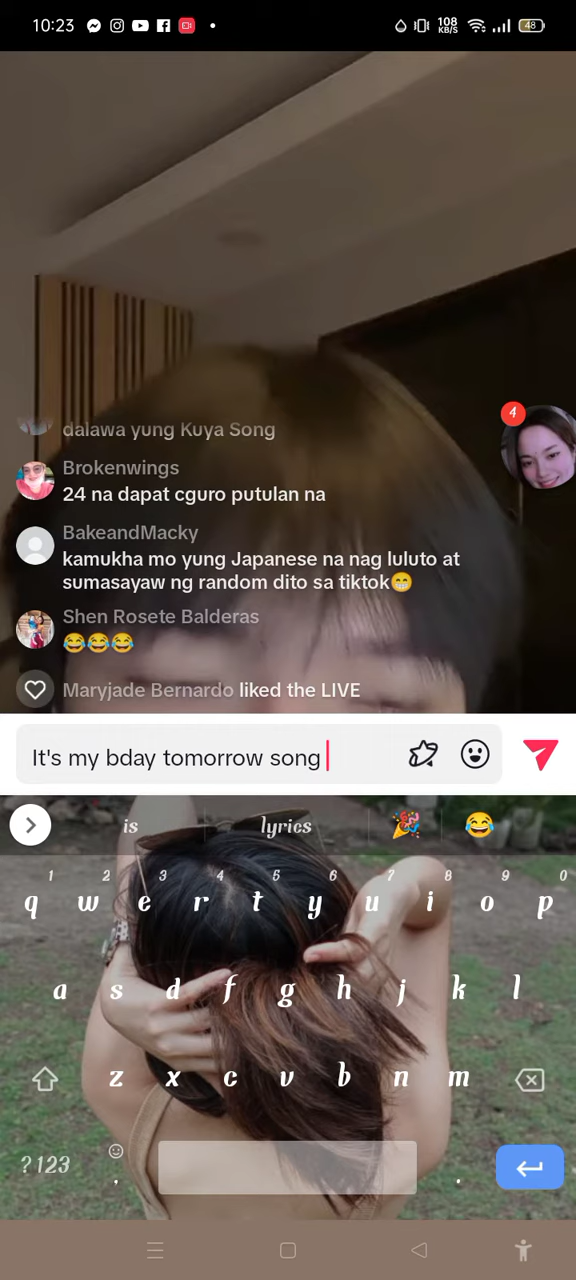 10:23
108
KB/S
48
dalawa yung Kuya Song
4
Brokenwings
24 na dapat cguro putulan na
BakeandMacky
kamukha mo yung Japanese na nag luluto at
sumasayaw ng random dito sa tiktok😁
Shen Rosete Balderas
😂😂😂
Maryjade Bernardo liked the LIVE
It's my bday tomorrow song
is lyrics 🎉 😂
1 2 3 4 5 6 7 8 9 0
q w e r t y u i o p
a s d f g h j k l
z x c v b n m
?123 , .